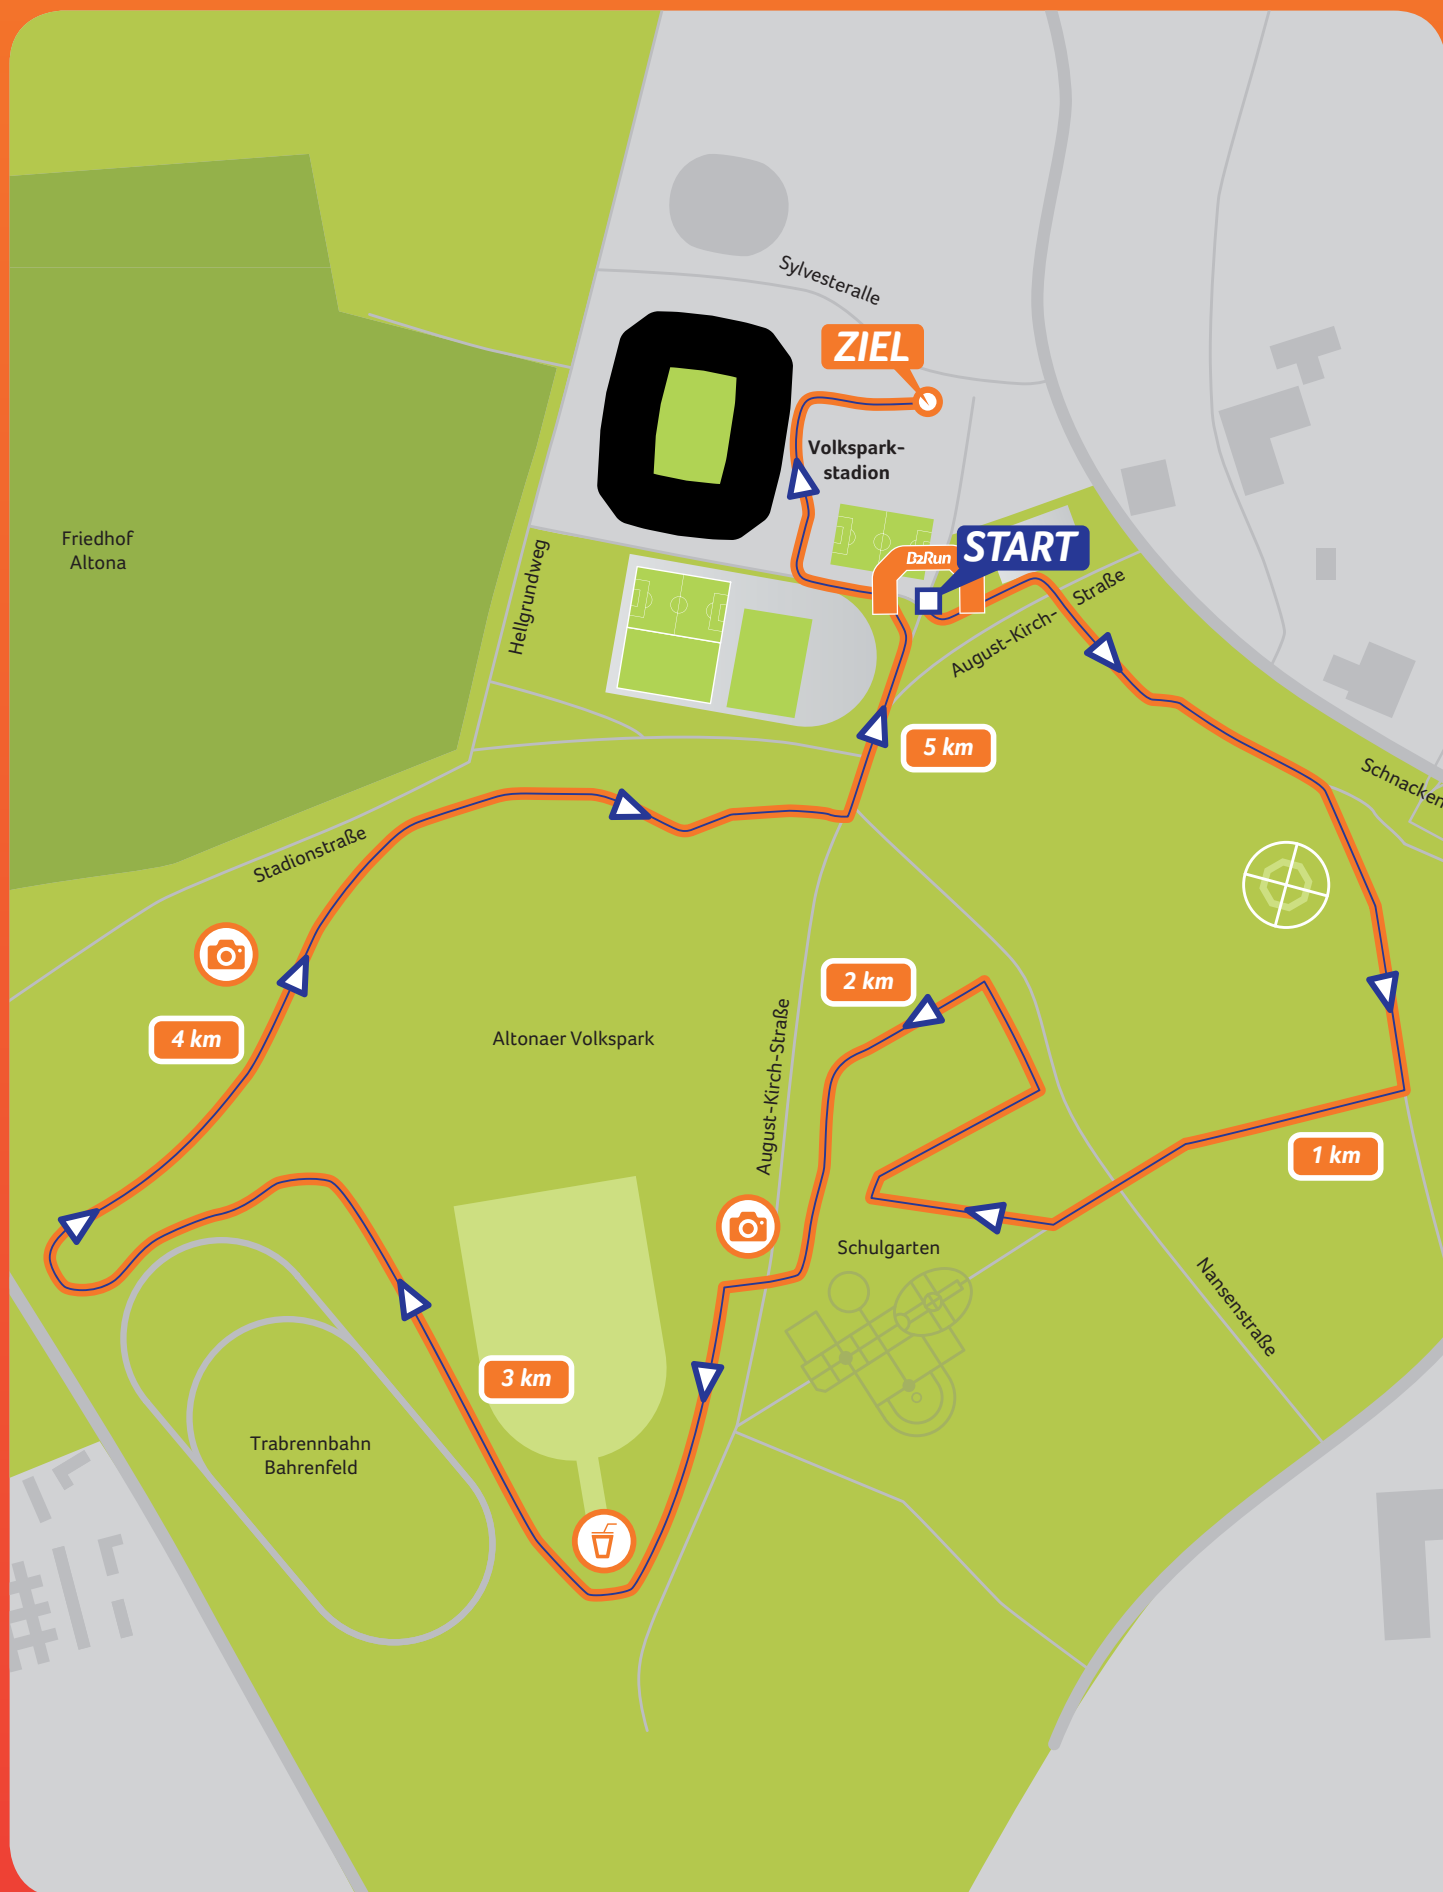 Sylvesteralle
ZIEL
Volkspark-
stadion
Friedhof
Altona
Hellgrundweg
B2Run
START
August-Kirch-
Straße
5 km
Schnacken
Stadionstraße
2 km
4 km
Altonaer Volkspark
August-Kirch-Straße
1 km
Schulgarten
Nansenstraße
3 km
Trabrennbahn
Bahrenfeld